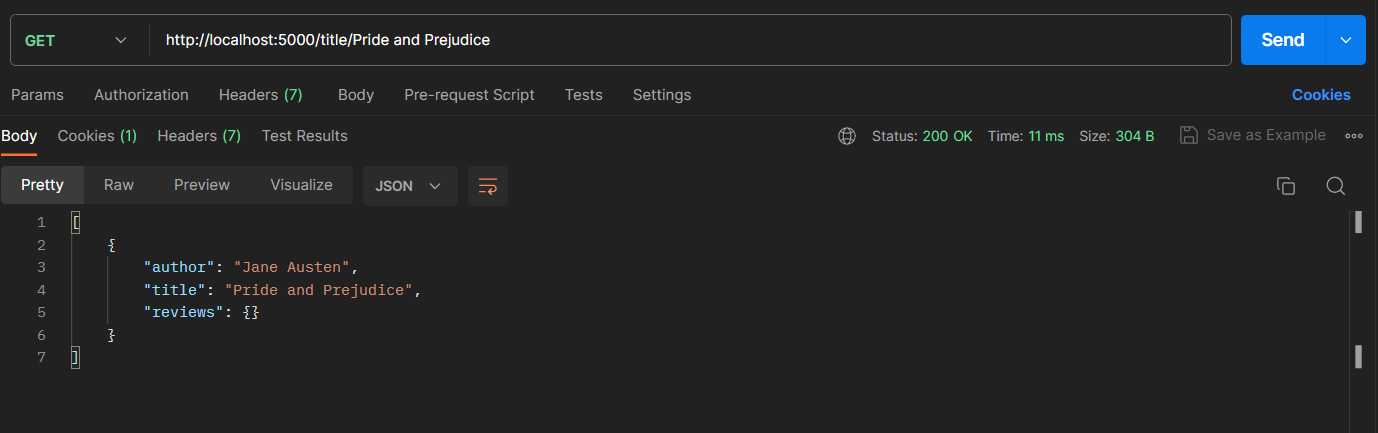 GET http://localhost:5000/title/Pride and Prejudice Send
Params Authorization Headers (7) Body Pre-request Script Tests Settings Cookies
Body Cookies (1) Headers (7) Test Results Status: 200 OK Time: 11 ms Size: 304 B Save as Example
Pretty Raw Preview Visualize JSON
1 [
2 {
3 "author": "Jane Austen",
4 "title": "Pride and Prejudice",
5 "reviews": {}
6 }
7 ]